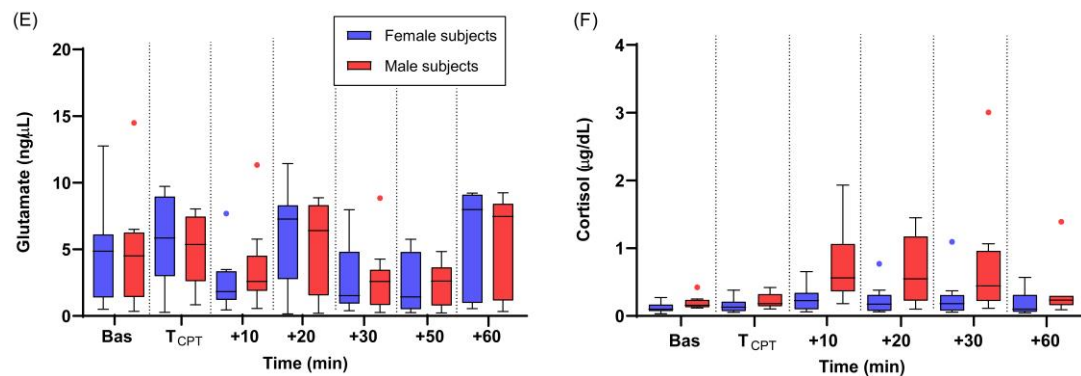 (E)
Female subjects
Male subjects
20
15
10
5
0
Glutamate (ng/µL)
Bas TCPT +10 +20 +30 +50 +60
Time (min)
(F)
4
3
2
1
0
Cortisol (µg/dL)
Bas TCPT +10 +20 +30 +60
Time (min)